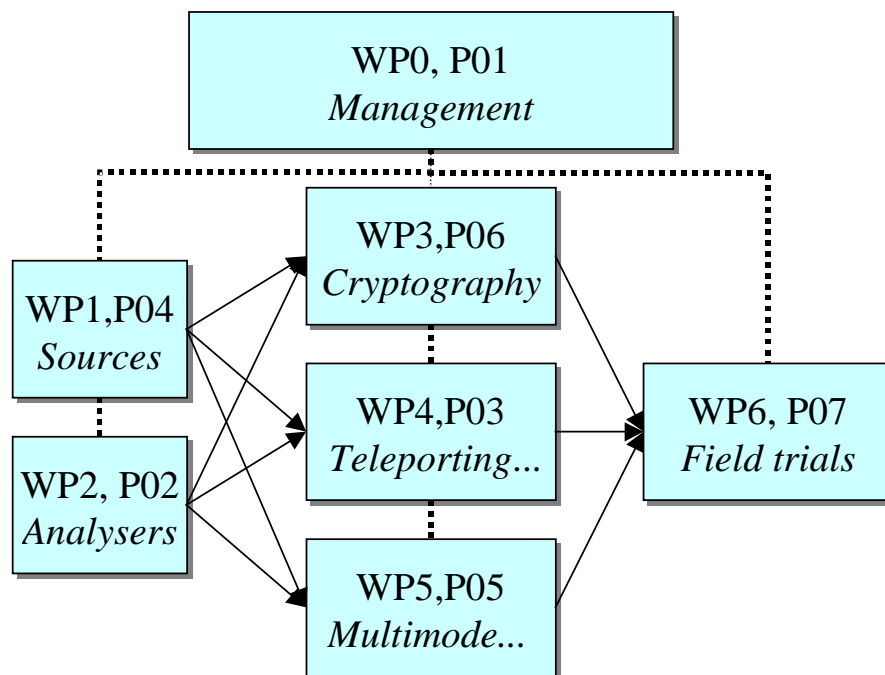 WP0, P01
Management
WP3,P06
Cryptography
WP1,P04
Sources
WP4,P03
Teleporting...
WP6, P07
Field trials
WP2, P02
Analysers
WP5,P05
Multimode...